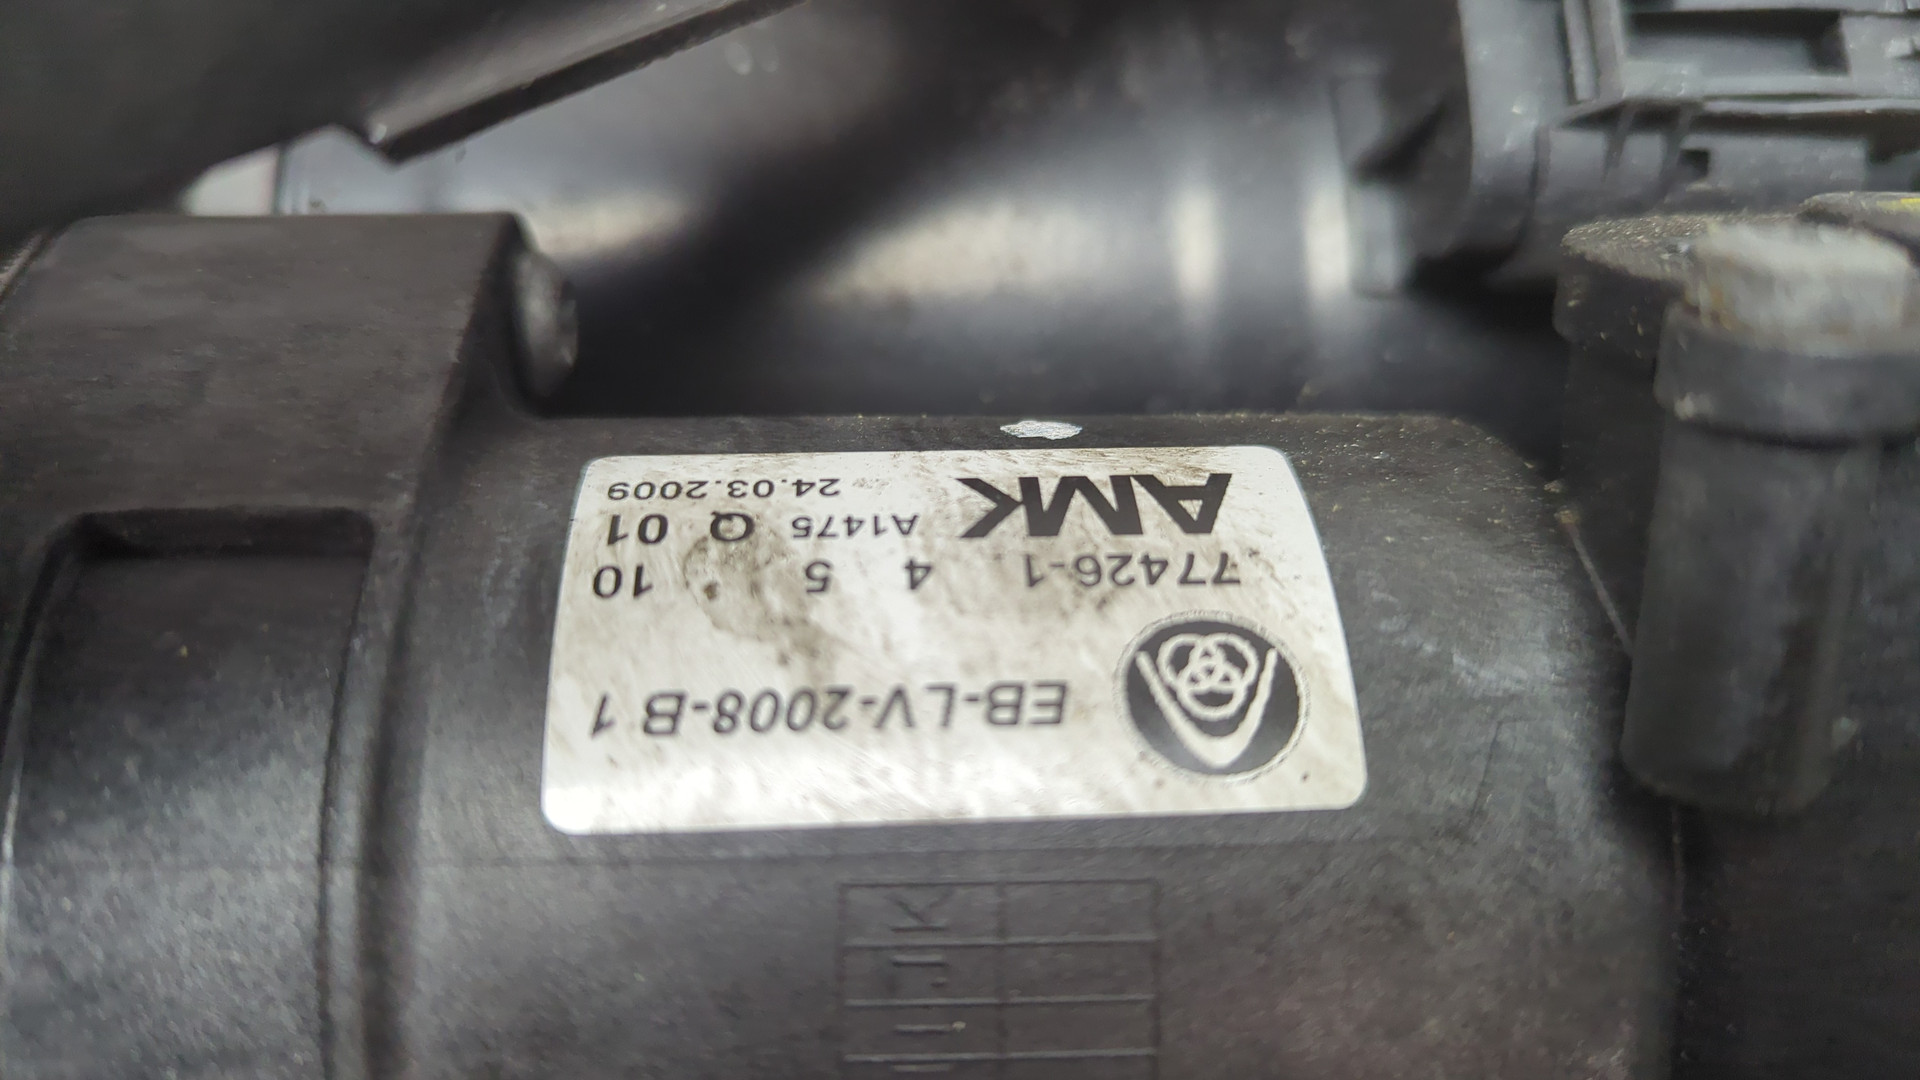 EB-LV-2008-B 1
77426-1 4 5 10
AMK A1475 Q 01
24.03.2009